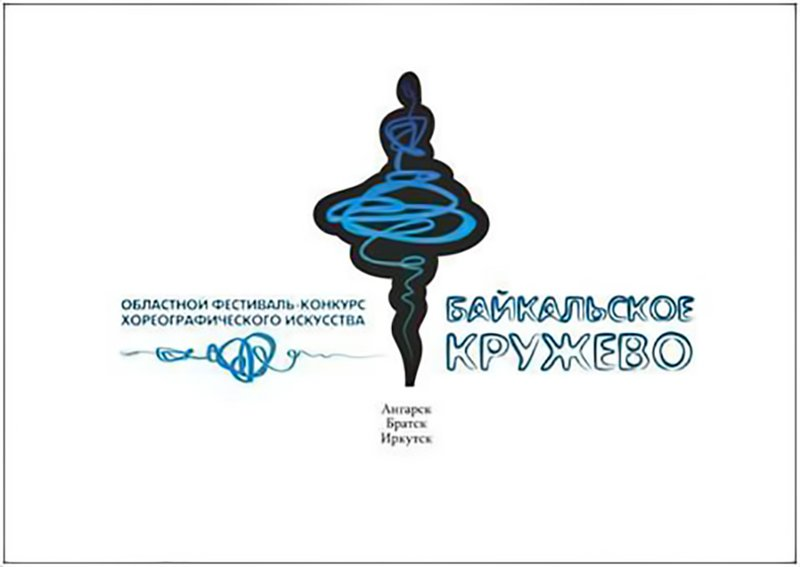 ОБЛАСТНОЙ ФЕСТИВАЛЬ-КОНКУРС
ХОРЕОГРАФИЧЕСКОГО ИСКУССТВА
БАЙКАЛЬСКОЕ
КРУЖЕВО
Ангарск
Братск
Иркутск